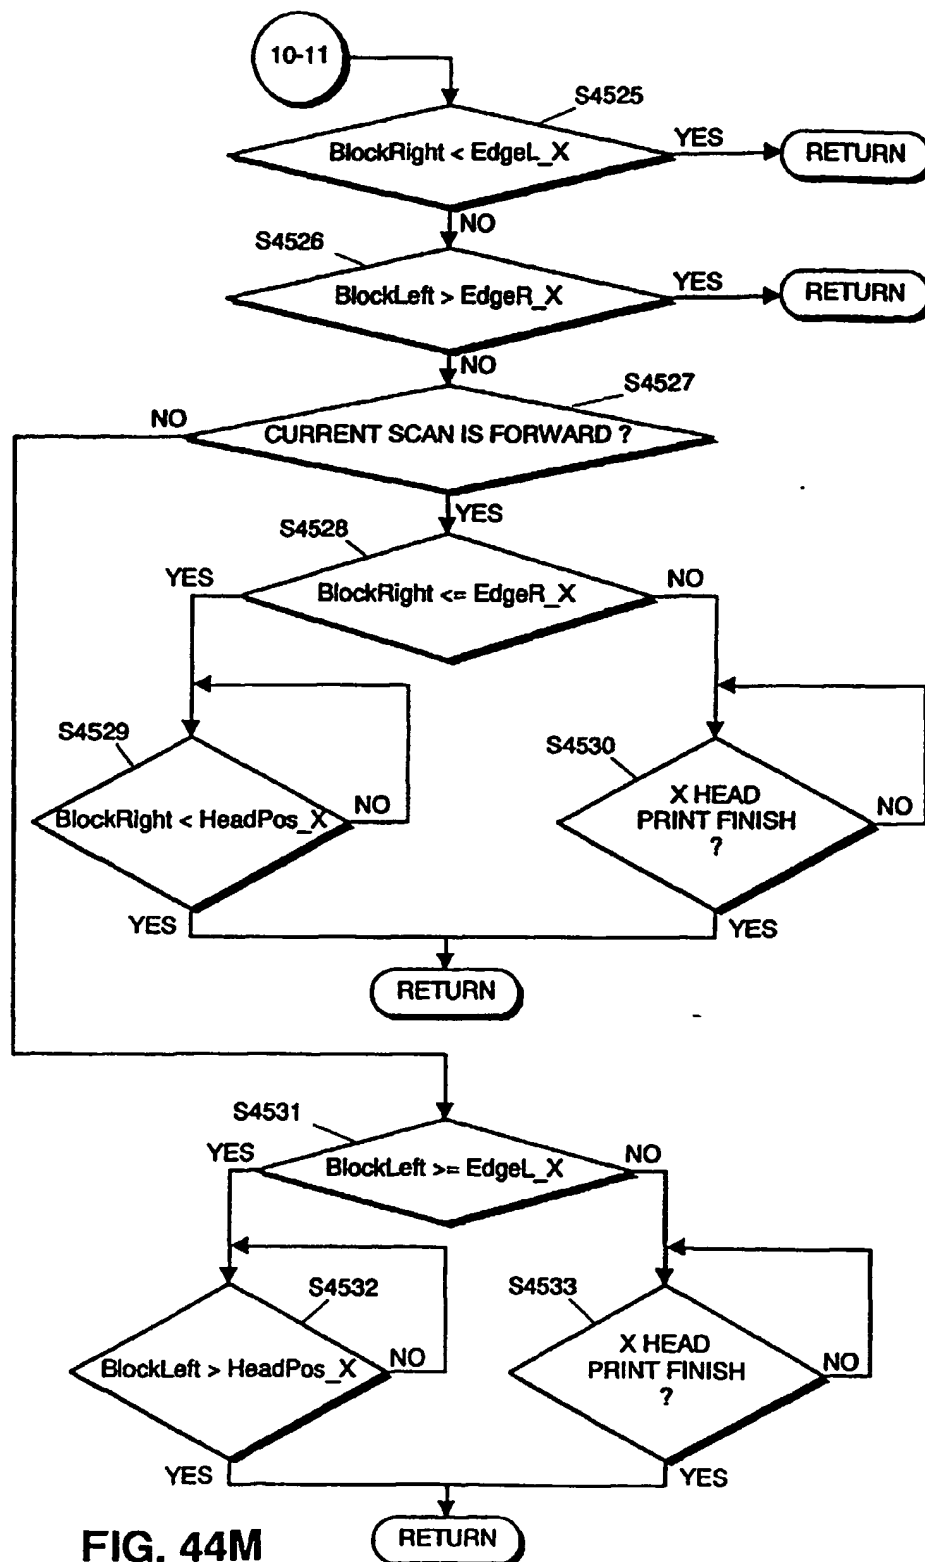 10-11
S4525
BlockRight < EdgeL_X
YES
RETURN
NO
S4526
BlockLeft > EdgeR_X
YES
RETURN
NO
S4527
NO
CURRENT SCAN IS FORWARD ?
YES
S4528
YES
BlockRight <= EdgeR_X
NO
S4529
BlockRight < HeadPos_X
NO
S4530
X HEAD
PRINT FINISH
?
NO
YES
YES
RETURN
S4531
YES
BlockLeft >= EdgeL_X
NO
S4532
BlockLeft > HeadPos_X
NO
S4533
X HEAD
PRINT FINISH
?
NO
YES
YES
RETURN
FIG. 44M